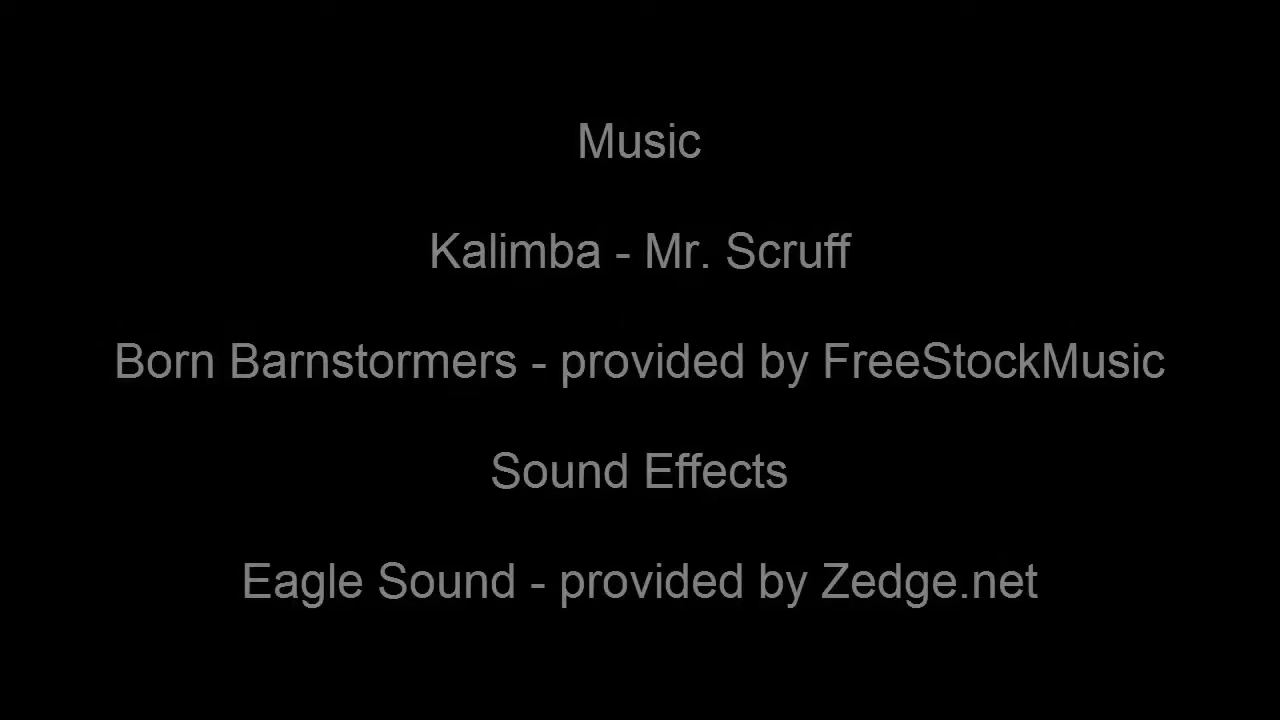 Music
Kalimba - Mr. Scruff
Born Barnstormers - provided by FreeStockMusic
Sound Effects
Eagle Sound - provided by Zedge.net